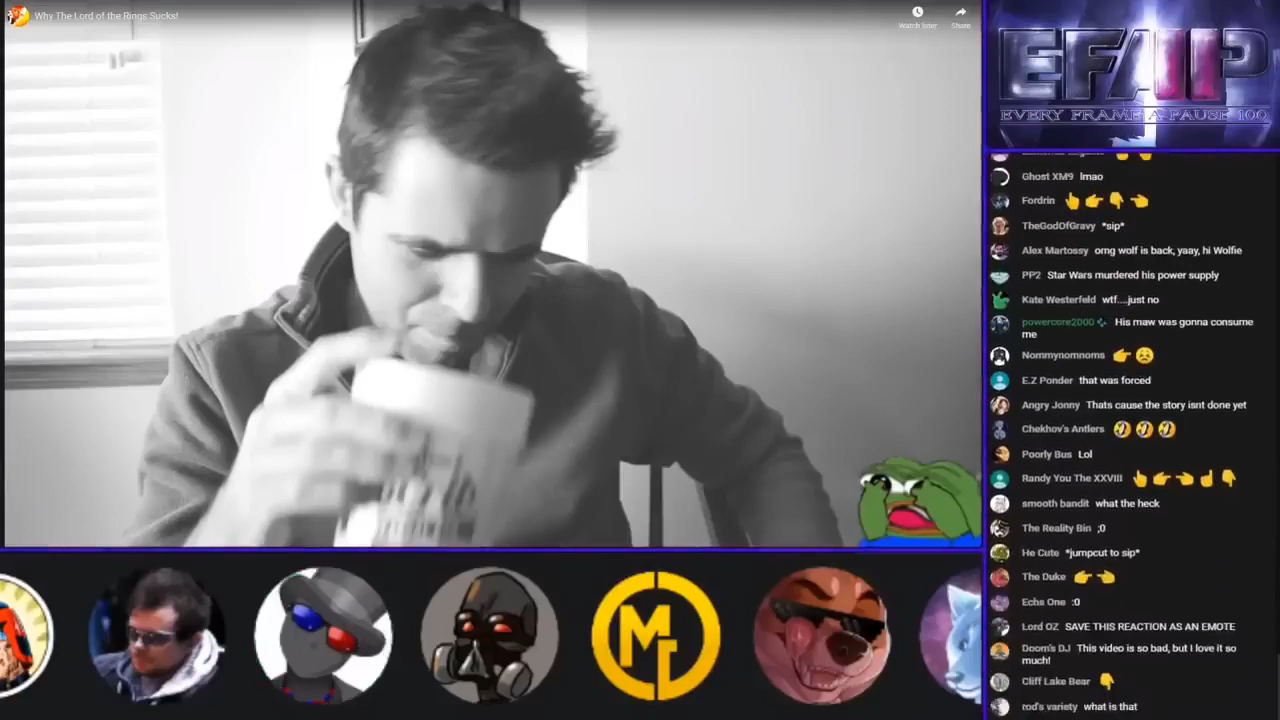 Why The Lord of the Rings Sucks!
Watch later
Share
EFAP
EVERY FRAME A PAUSE 100
Ghost XM9 lmao
Fordrin 👆 👉 👇 👈
TheGodOfGravy *sip*
Alex Martossy omg wolf is back, yaay, hi Wolfie
PP2 Star Wars murdered his power supply
Kate Westerfeld wtf....just no
powercore2000 His maw was gonna consume
me
Nommynomnoms 👉 😣
E.Z Ponder that was forced
Angry Jonny Thats cause the story isnt done yet
Chekhov's Antlers 🤣 🤣 🤣
Poorly Bus Lol
Randy You The XXVIII 👆 👉 👈 ☝ 👇
smooth bandit what the heck
The Reality Bin ;0
He Cute *jumpcut to sip*
The Duke 👉 👈
Echs One :0
Lord OZ SAVE THIS REACTION AS AN EMOTE
Doom's DJ This video is so bad, but I love it so
much!
Cliff Lake Bear 👇
rod's variety what is that